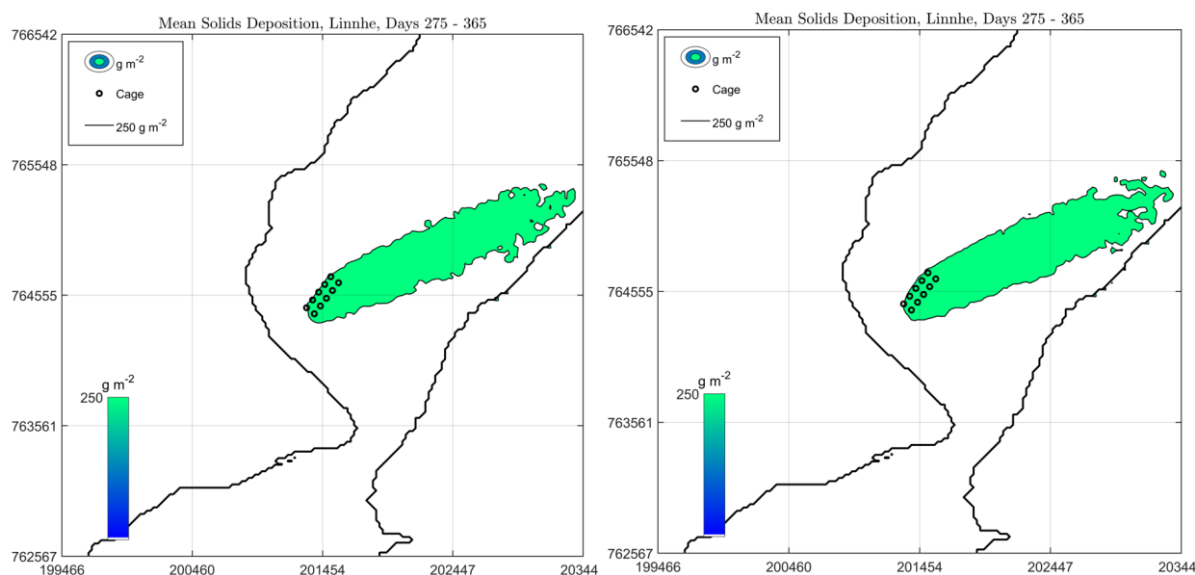 Mean Solids Deposition, Linnhe, Days 275 - 365
766542
g m-2
Cage
250 g m-2
765548
764555
g m-2
250
763561
762567
199466 200460 201454 202447 20344
Mean Solids Deposition, Linnhe, Days 275 - 365
766542
g m-2
Cage
250 g m-2
765548
764555
g m-2
250
763561
762567
199466 200460 201454 202447 20344